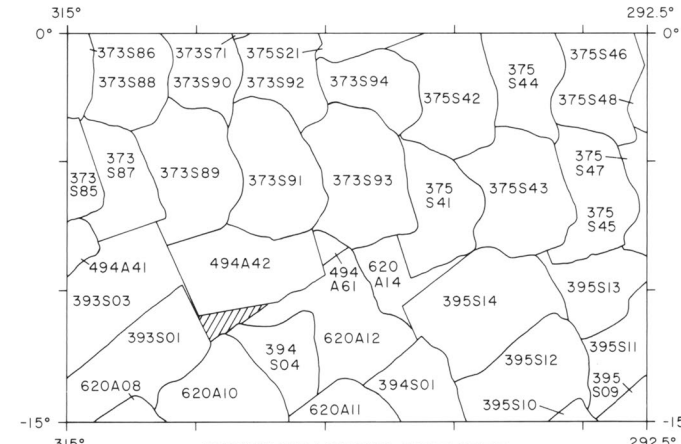 315° 292.5°
0° 0°
373S86 373S71 375S21 375S46
373S88 373S90 373S92 373S94 375 S44
375S42 375S48
373 S87 373S89 373S91 373S93 375S43 375 S47
373 S85 375 S41 375 S45
494A41 494A42 494 A61 620 A14 395S13
393S03 395S14
393S01 394 S04 620A12 395S12 395S11
620A08 620A10 394S01 395 S09
620A11 395S10
-15° -15
315° 292.5°